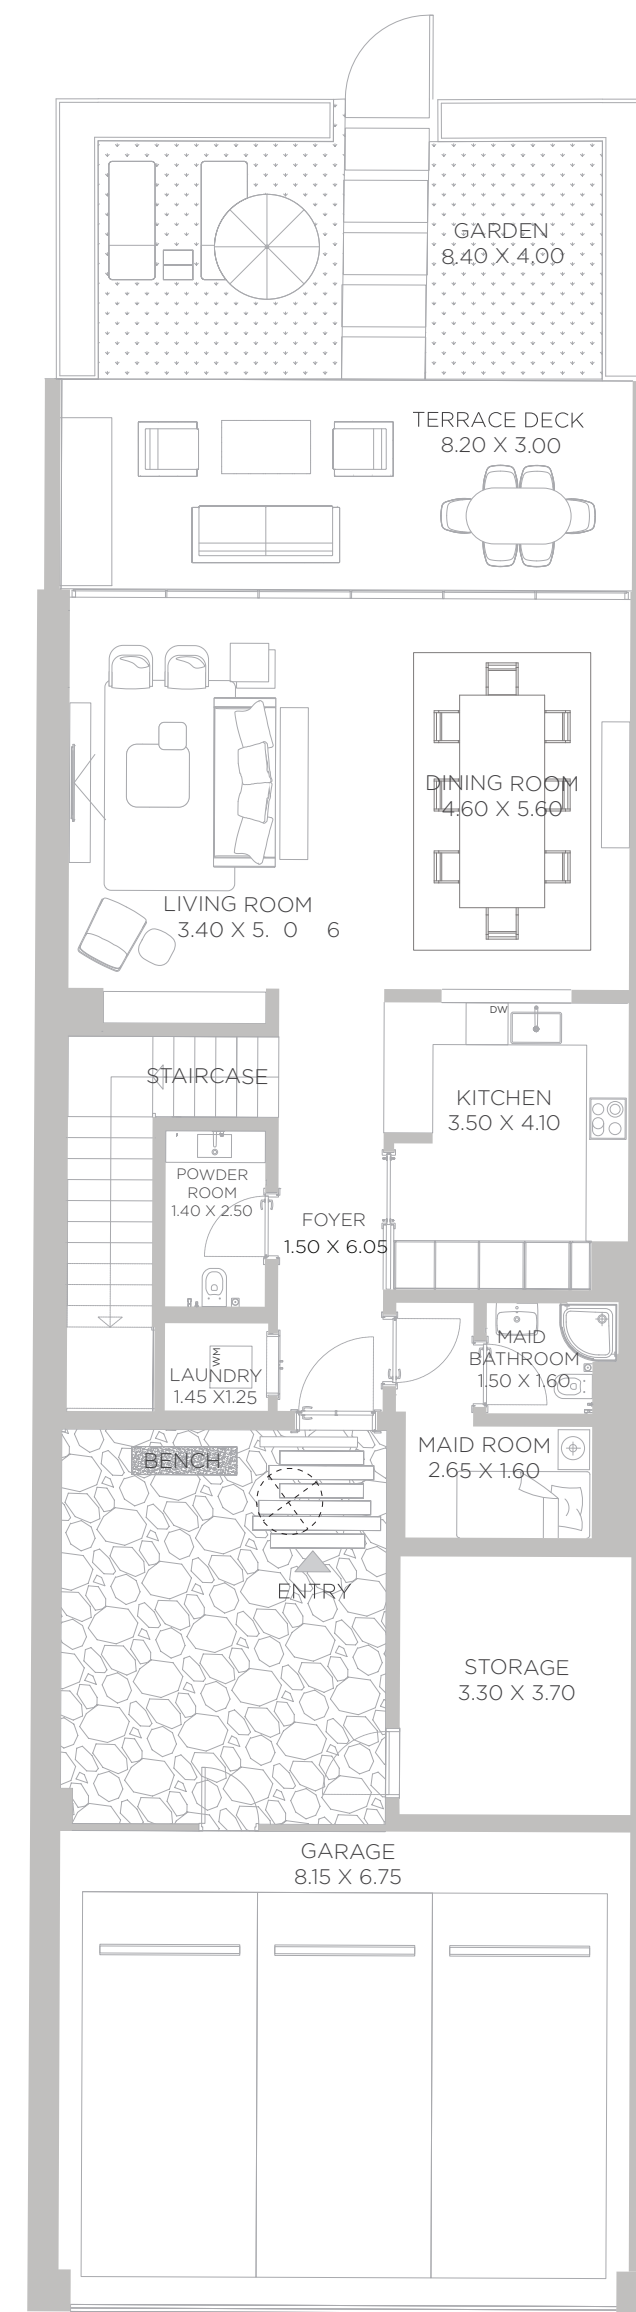 GARDEN
8.40 X 4.00
TERRACE DECK
8.20 X 3.00
DINING ROOM
4.60 X 5.60
LIVING ROOM
3.40 X 5. 0 6
DW
STAIRCASE
KITCHEN
3.50 X 4.10
POWDER
ROOM
1.40 X 2.50
FOYER
1.50 X 6.05
WM
LAUNDRY
1.45 X1.25
MAID
BATHROOM
1.50 X 1.60
MAID ROOM
2.65 X 1.60
BENCH
ENTRY
STORAGE
3.30 X 3.70
GARAGE
8.15 X 6.75